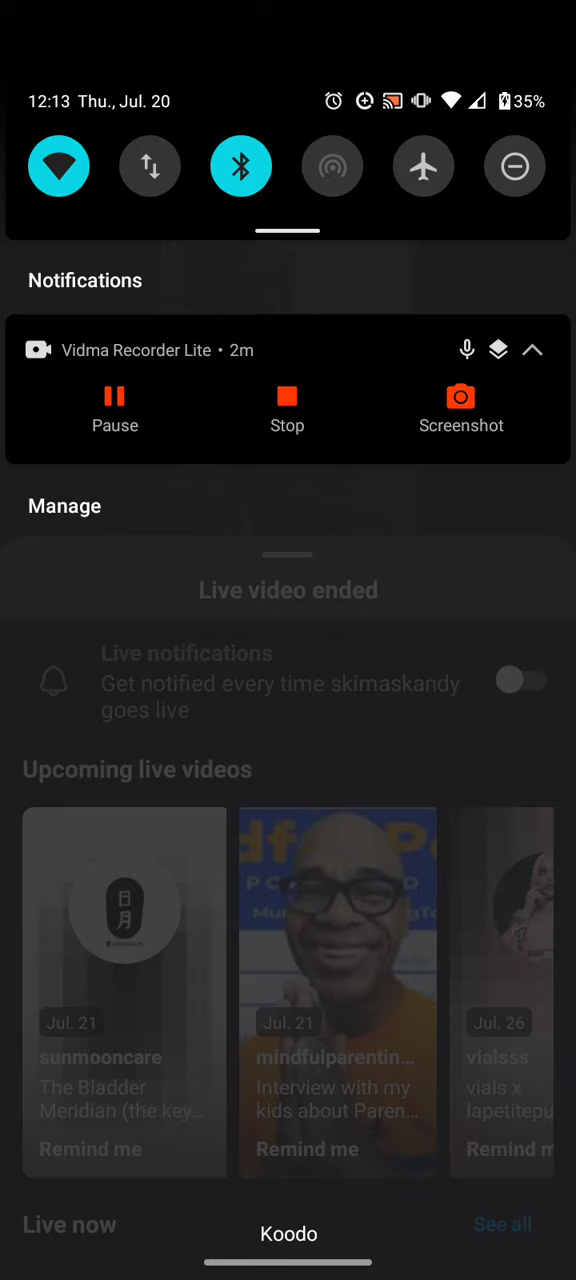 12:13 Thu., Jul. 20
35%
Notifications
Vidma Recorder Lite • 2m
Pause
Stop
Screenshot
Manage
Live video ended
Live notifications
Get notified every time skimaskandy
goes live
Upcoming live videos
日
月
Jul. 21
sunmooncare
The Bladder
Meridian (the key...
Remind me
Jul. 21
mindfulparentin...
Interview with my
kids about Paren...
Remind me
Jul. 26
vialsss
vials x
lapetitepu
Remind m
Live now
See all
Koodo